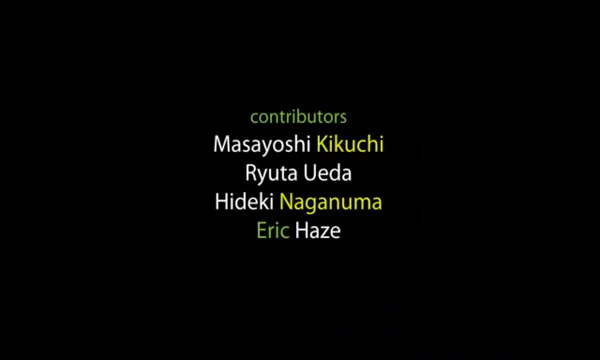 contributors
Masayoshi Kikuchi
Ryuta Ueda
Hideki Naganuma
Eric Haze